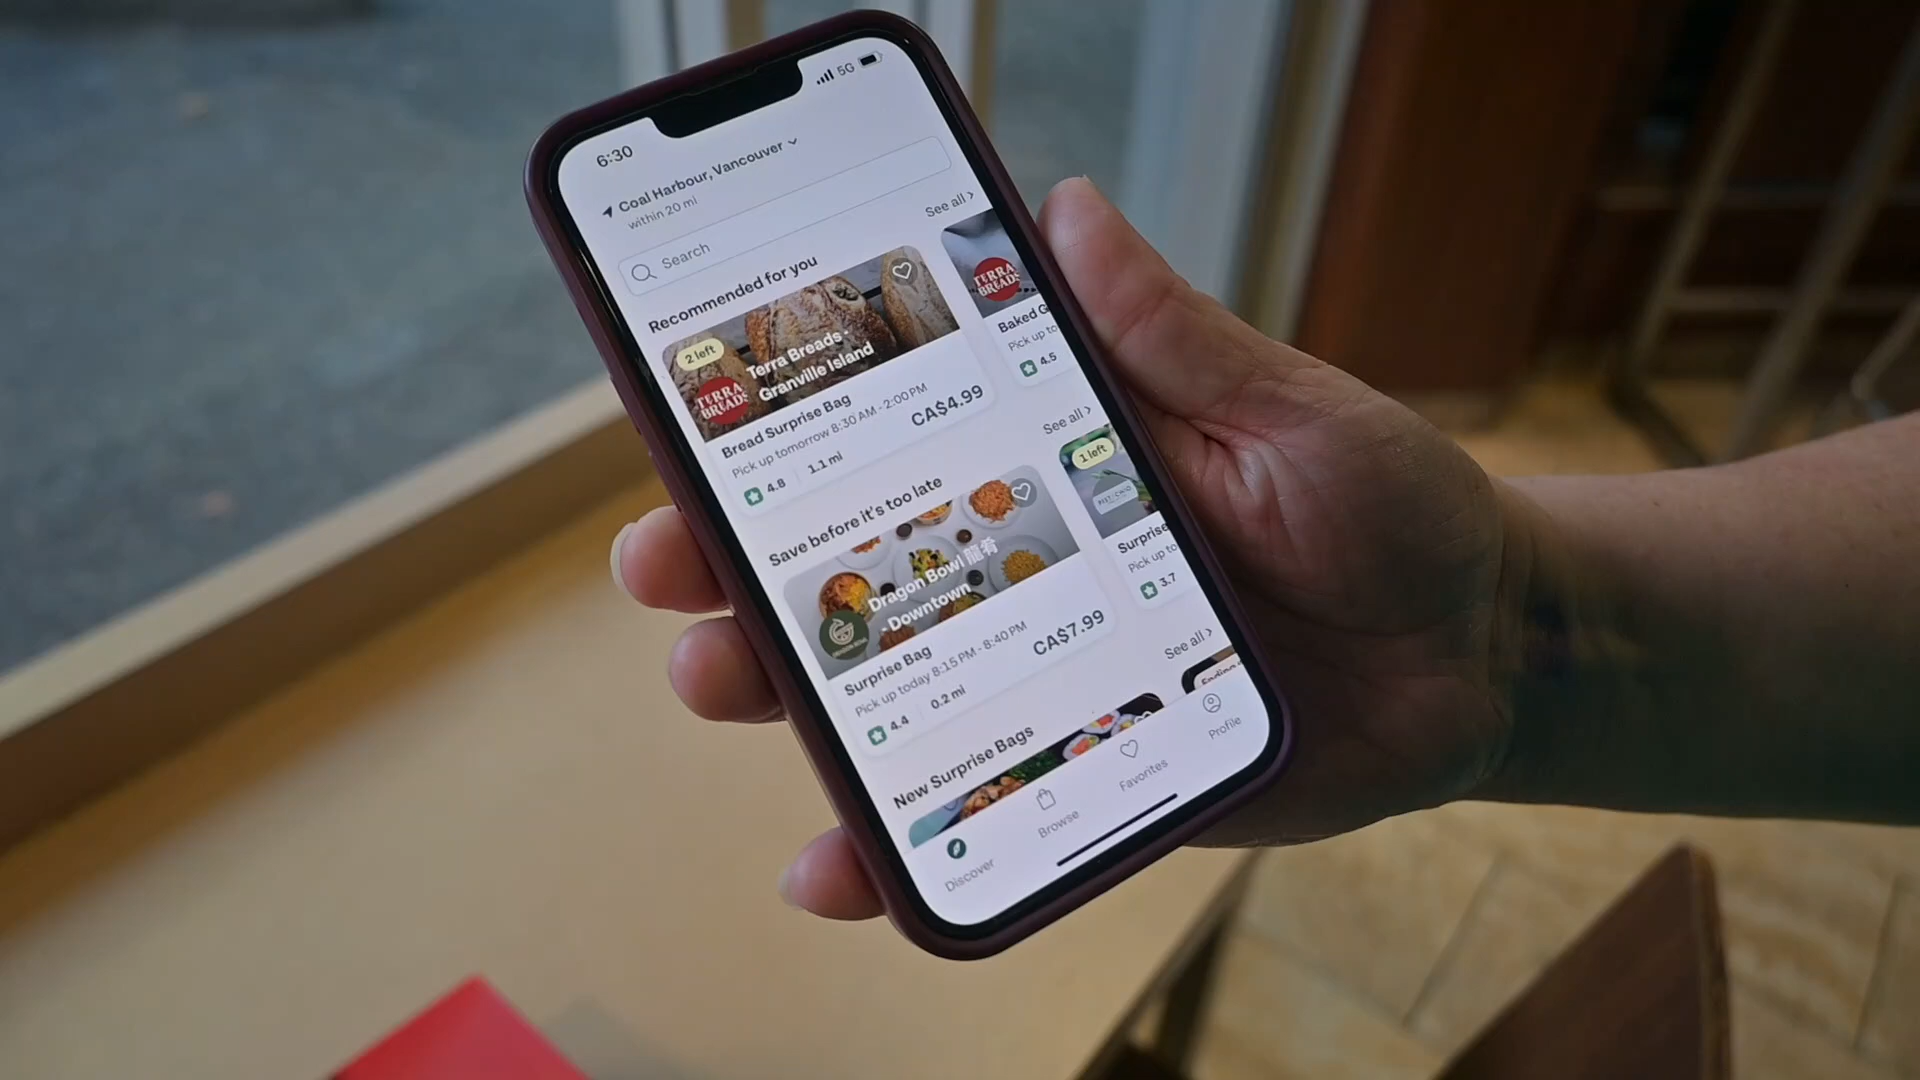 6:30
5G
Coal Harbour, Vancouver
within 20 mi
Search
Recommended for you
See all
2 left
TERRA
BREADS
Terra Breads -
Granville Island
Bread Surprise Bag
Pick up tomorrow 8:30 AM - 2:00 PM
4.8
1.1 mi
CA$4.99
TERRA
BREADS
Baked G
Pick up to
4.5
Save before it's too late
See all
Dragon Bowl 龍肴
- Downtown
DRAGON BOWL
Surprise Bag
Pick up today 8:15 PM - 8:40 PM
4.4
0.2 mi
CA$7.99
1 left
Surprise
Pick up to
3.7
New Surprise Bags
See all
Discover
Browse
Favorites
Profile